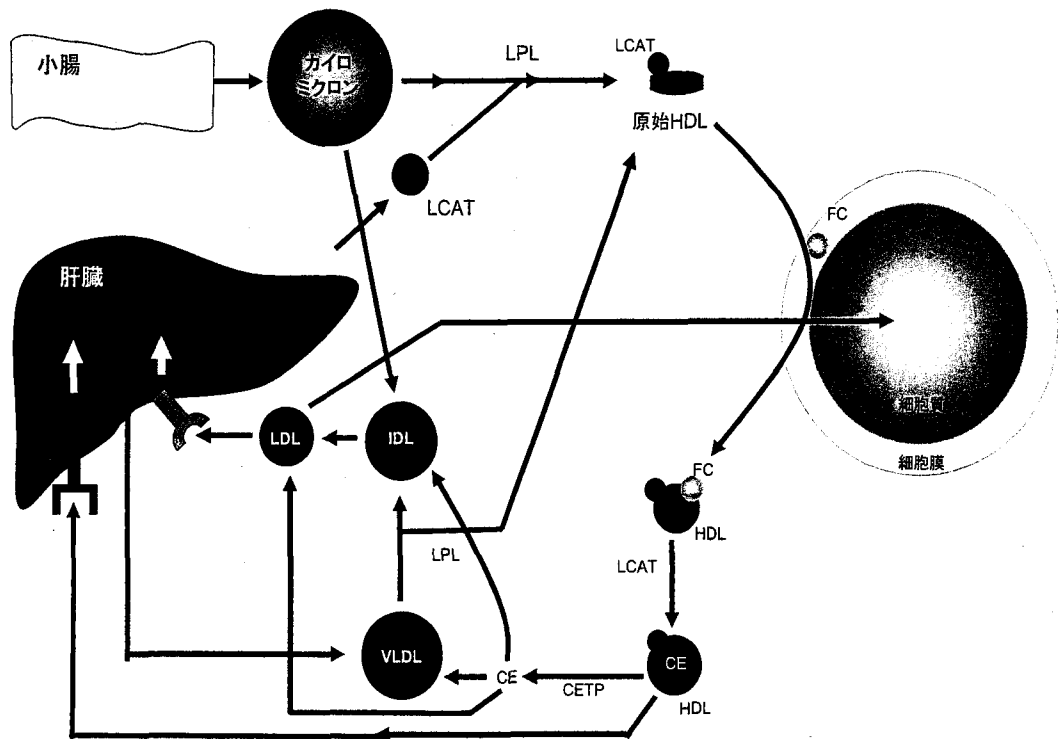 小腸
カイロ
ミクロン
LPL
LCAT
原始HDL
LCAT
FC
肝臓
細胞質
細胞膜
LDL
IDL
FC
HDL
LPL
LCAT
VLDL
CE
CETP
CE
HDL